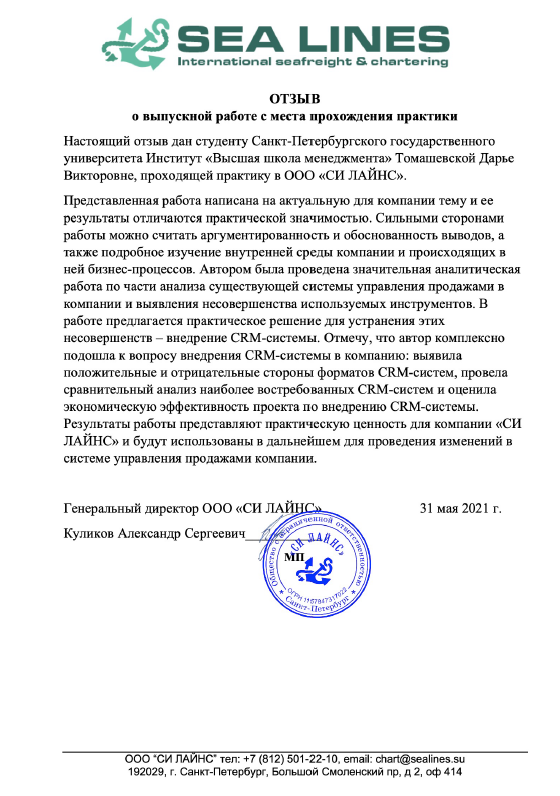 SEA LINES
International seafreight & chartering
ОТЗЫВ
о выпускной работе с места прохождения практики
Настоящий отзыв дан студенту Санкт-Петербургского государственного
университета Институт «Высшая школа менеджмента» Томашевской Дарье
Викторовне, проходящей практику в ООО «СИ ЛАЙНС».
Представленная работа написана на актуальную для компании тему и ее
результаты отличаются практической значимостью. Сильными сторонами
работы можно считать аргументированность и обоснованность выводов, а
также подробное изучение внутренней среды компании и происходящих в
ней бизнес-процессов. Автором была проведена значительная аналитическая
работа по части анализа существующей системы управления продажами в
компании и выявления несовершенства используемых инструментов. В
работе предлагается практическое решение для устранения этих
несовершенств – внедрение CRM-системы. Отмечу, что автор комплексно
подошла к вопросу внедрения CRM-системы в компанию: выявила
положительные и отрицательные стороны форматов CRM-систем, провела
сравнительный анализ наиболее востребованных CRM-систем и оценила
экономическую эффективность проекта по внедрению CRM-системы.
Результаты работы представляют практическую ценность для компании «СИ
ЛАЙНС» и будут использованы в дальнейшем для проведения изменений в
системе управления продажами компании.
Генеральный директор ООО «СИ ЛАЙНС» 31 мая 2021 г.
Куликов Александр Сергеевич
МП
Общество с ограниченной ответственностью
«СИ ЛАЙНС»
ОГРН
Санкт-Петербург
ООО “СИ ЛАЙНС” тел: +7 (812) 501-22-10, email: chart@sealines.su
192029, г. Санкт-Петербург, Большой Смоленский пр, д 2, оф 414